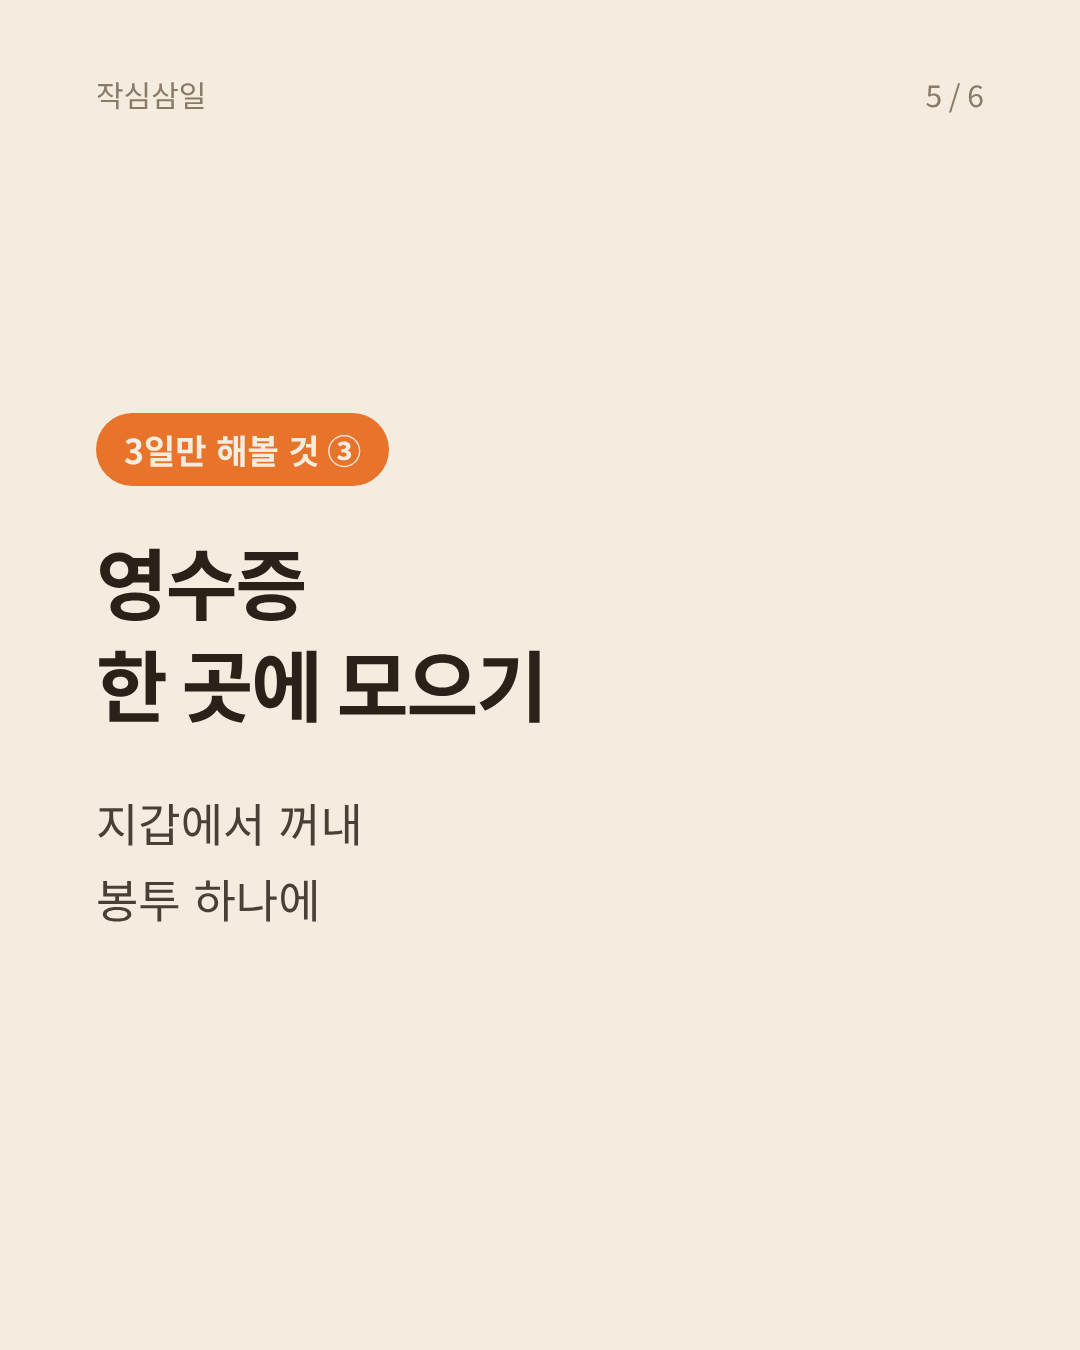 작심삼일
5 / 6
3일만 해볼 것 ③
영수증
한 곳에 모으기
지갑에서 꺼내
봉투 하나에